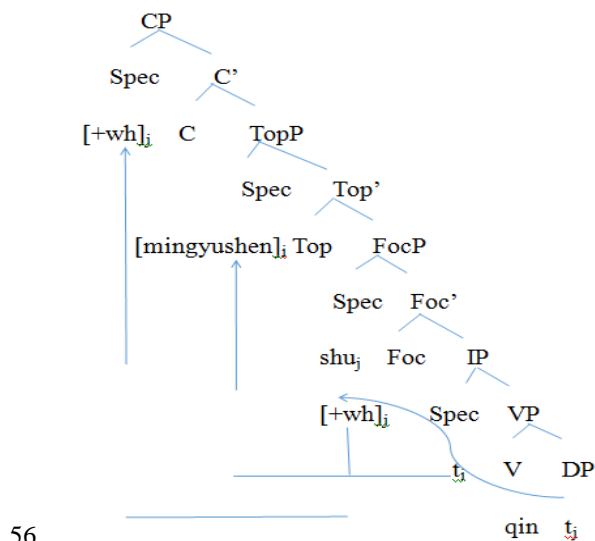 CP
Spec C’
[+wh]j C TopP
Spec Top’
[mingyushen]i Top FocP
Spec Foc’
shuj Foc IP
[+wh]j Spec VP
ti V DP
56 qin tj